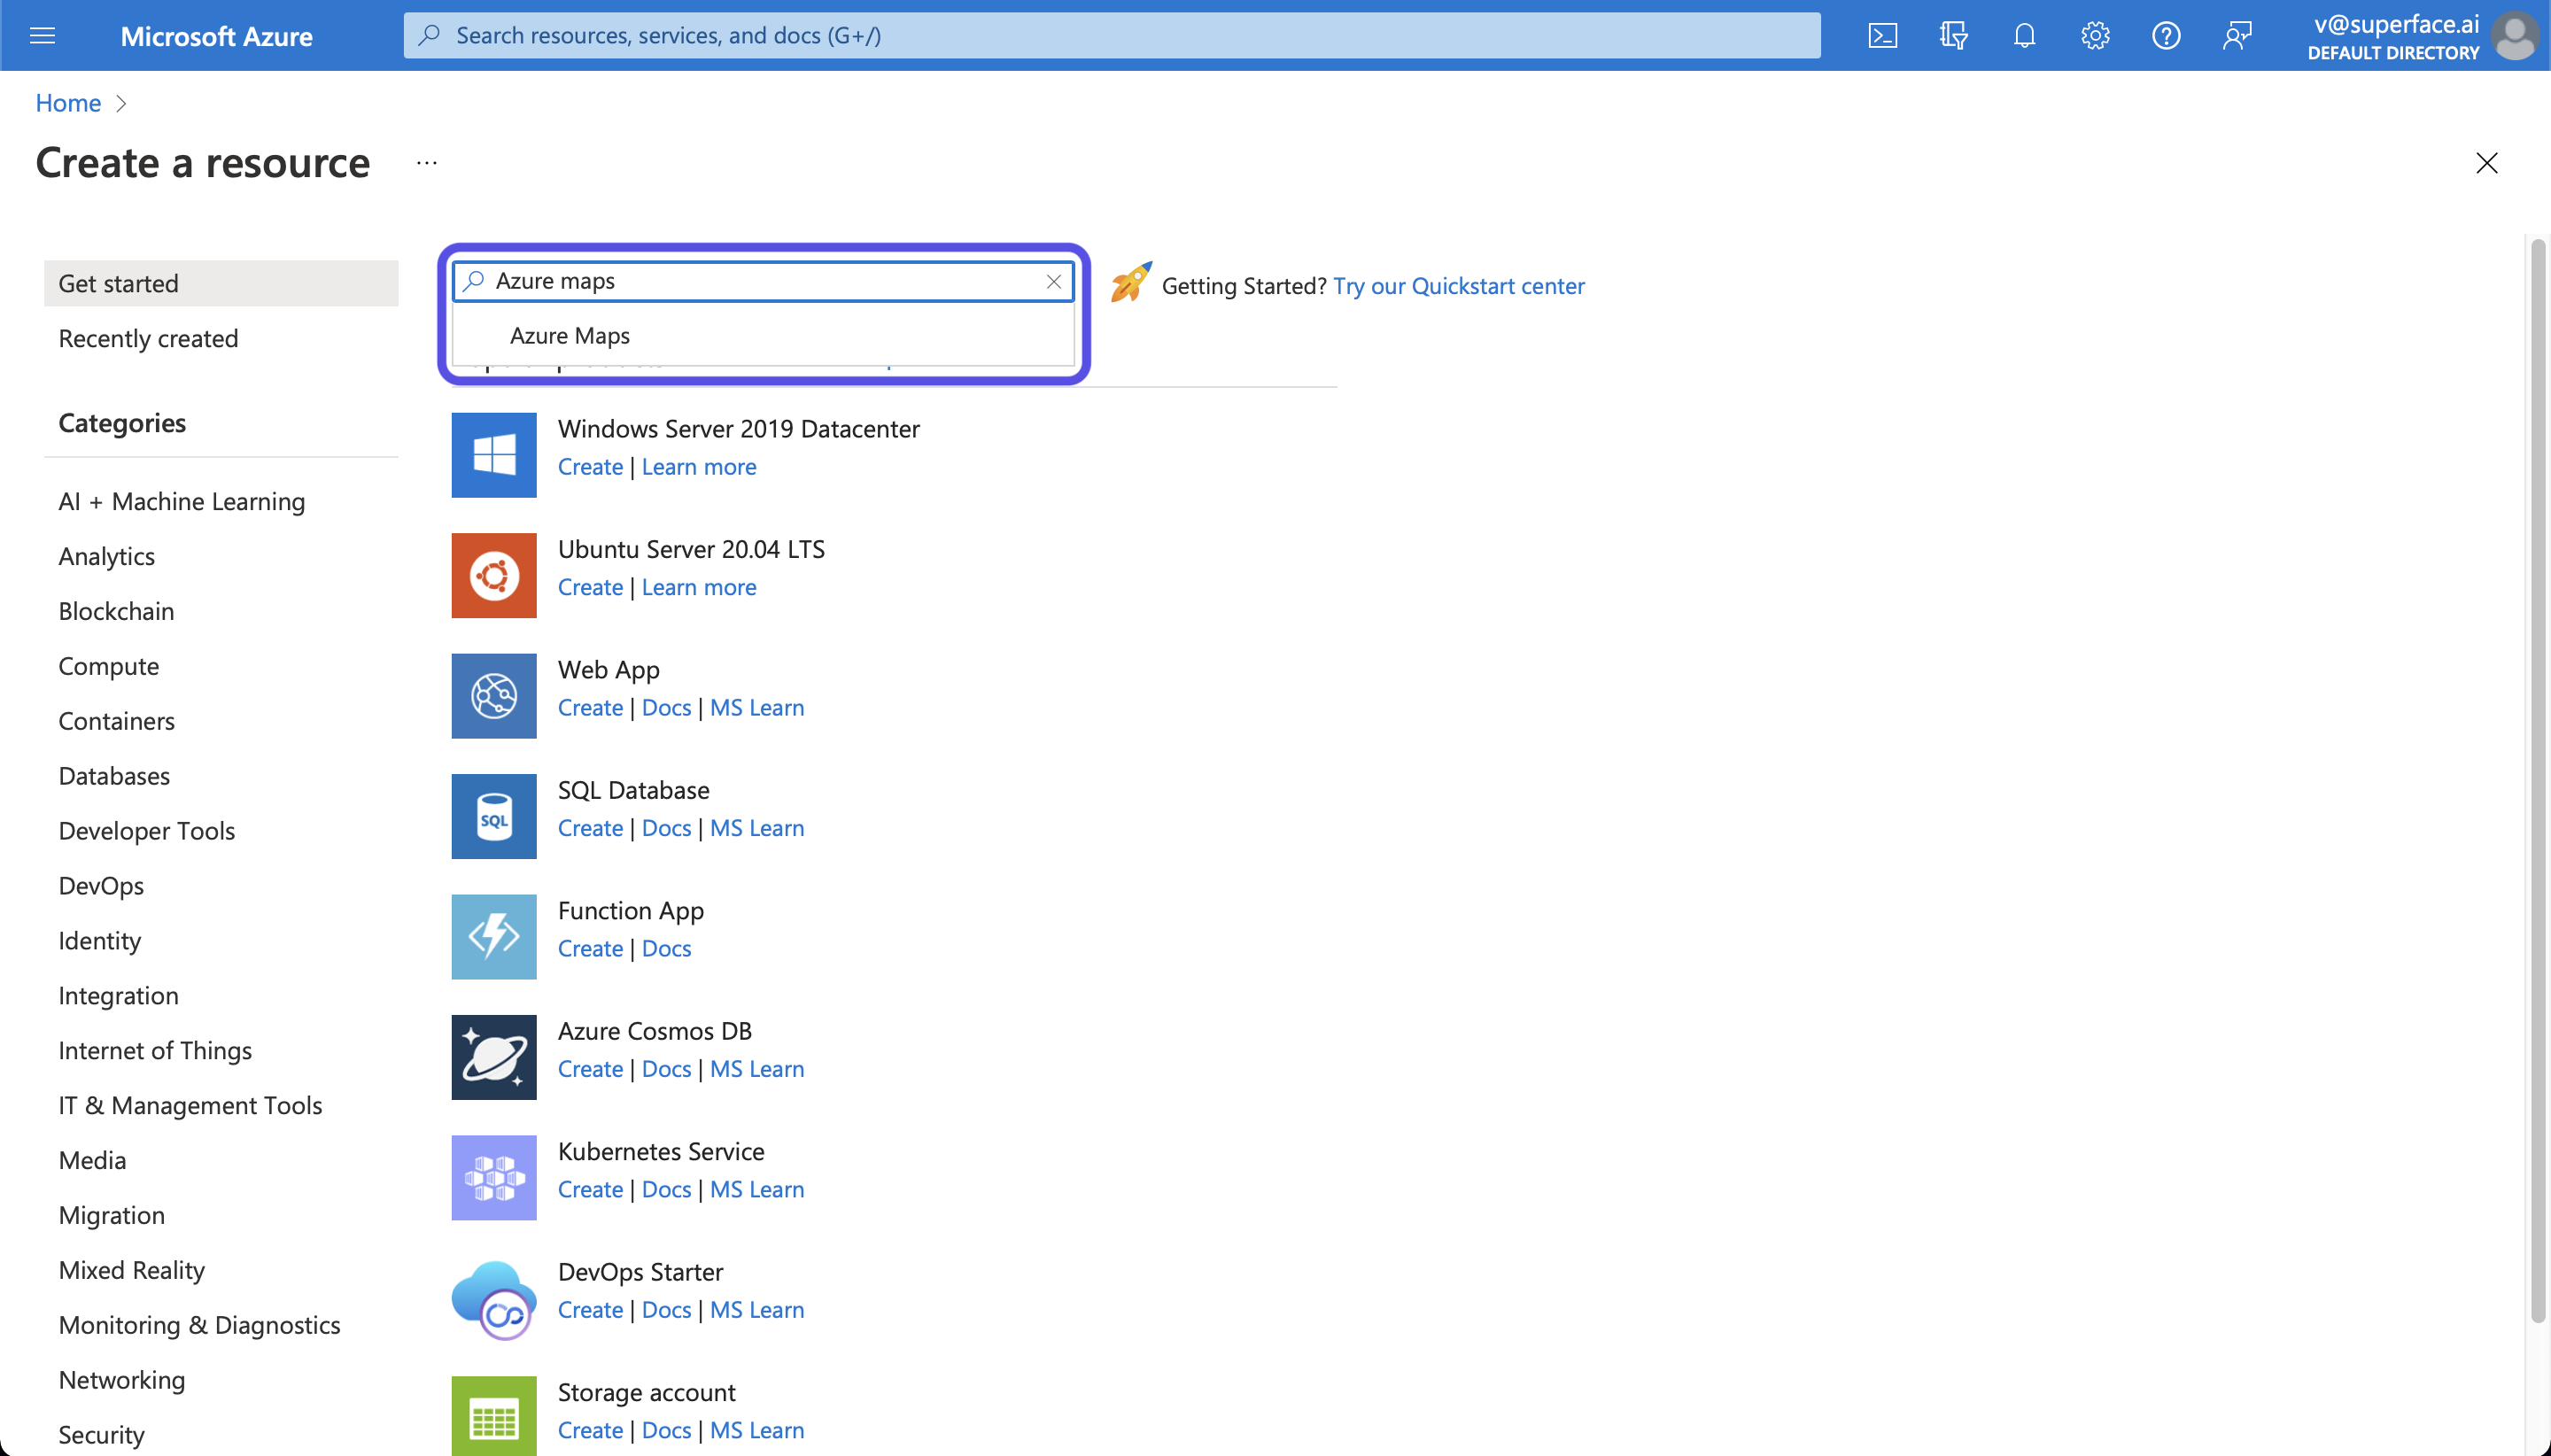 Microsoft Azure
Search resources, services, and docs (G+/)
v@superface.ai
DEFAULT DIRECTORY
Home
Create a resource ...
Get started
Recently created
Categories
AI + Machine Learning
Analytics
Blockchain
Compute
Containers
Databases
Developer Tools
DevOps
Identity
Integration
Internet of Things
IT & Management Tools
Media
Migration
Mixed Reality
Monitoring & Diagnostics
Networking
Security
Azure maps
Azure Maps
Getting Started? Try our Quickstart center
Windows Server 2019 Datacenter
Create | Learn more
Ubuntu Server 20.04 LTS
Create | Learn more
Web App
Create | Docs | MS Learn
SQL
SQL Database
Create | Docs | MS Learn
Function App
Create | Docs
Azure Cosmos DB
Create | Docs | MS Learn
Kubernetes Service
Create | Docs | MS Learn
DevOps Starter
Create | Docs | MS Learn
Storage account
Create | Docs | MS Learn